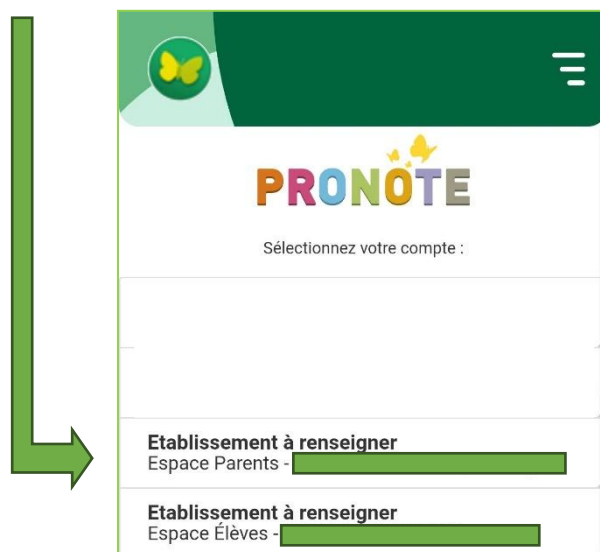 PRONOTE
Sélectionnez votre compte :
Etablissement à renseigner
Espace Parents -
Etablissement à renseigner
Espace Élèves -